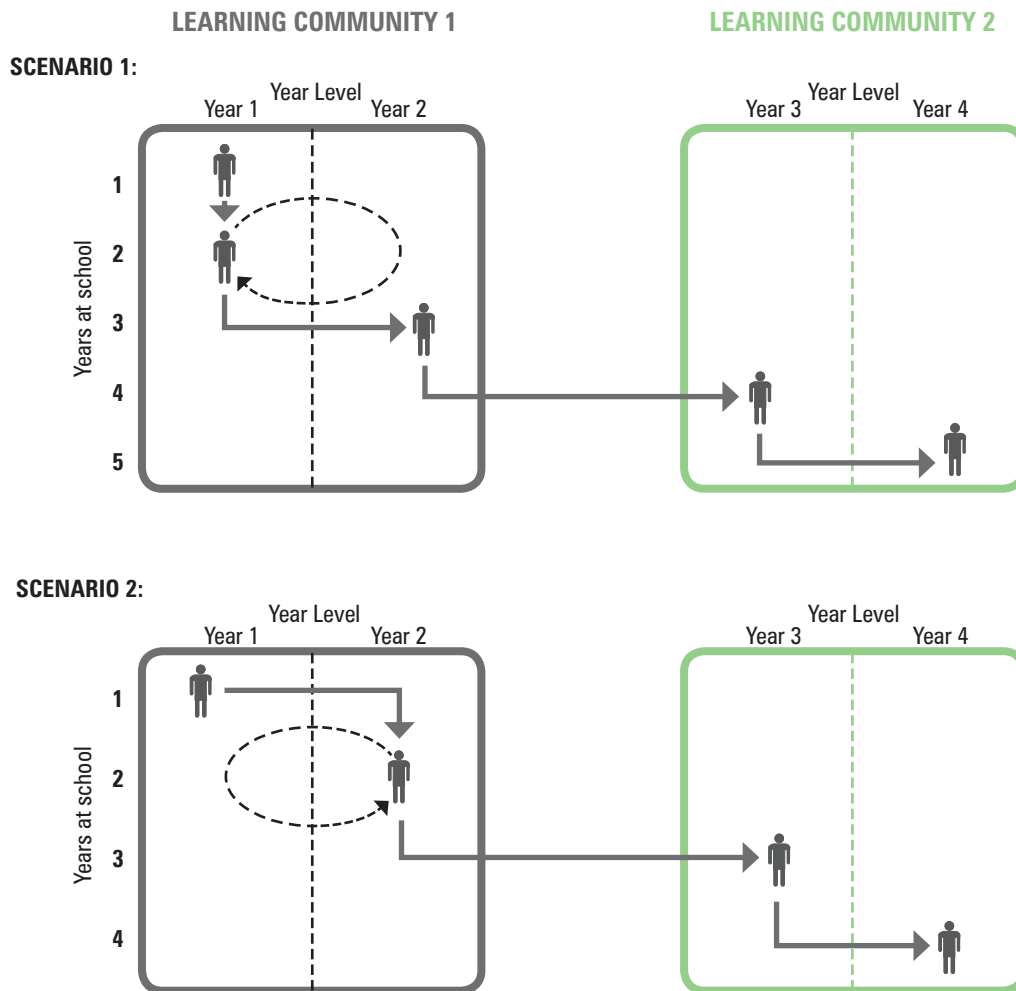 LEARNING COMMUNITY 1
LEARNING COMMUNITY 2
SCENARIO 1:
Year Level
Year 1
Year 2
Year Level
Year 3
Year 4
Years at school
1
2
3
4
5
SCENARIO 2:
Year Level
Year 1
Year 2
Year Level
Year 3
Year 4
Years at school
1
2
3
4